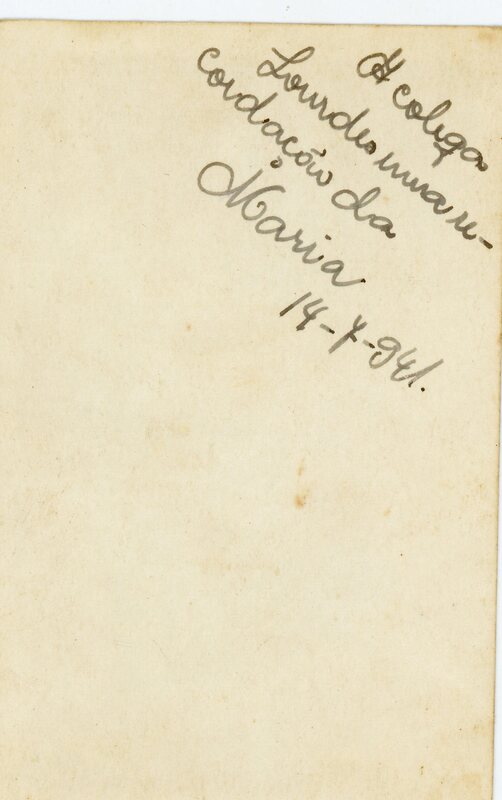 A colega
Lourdes uma re-
cordação da
Maria
14-7-941.